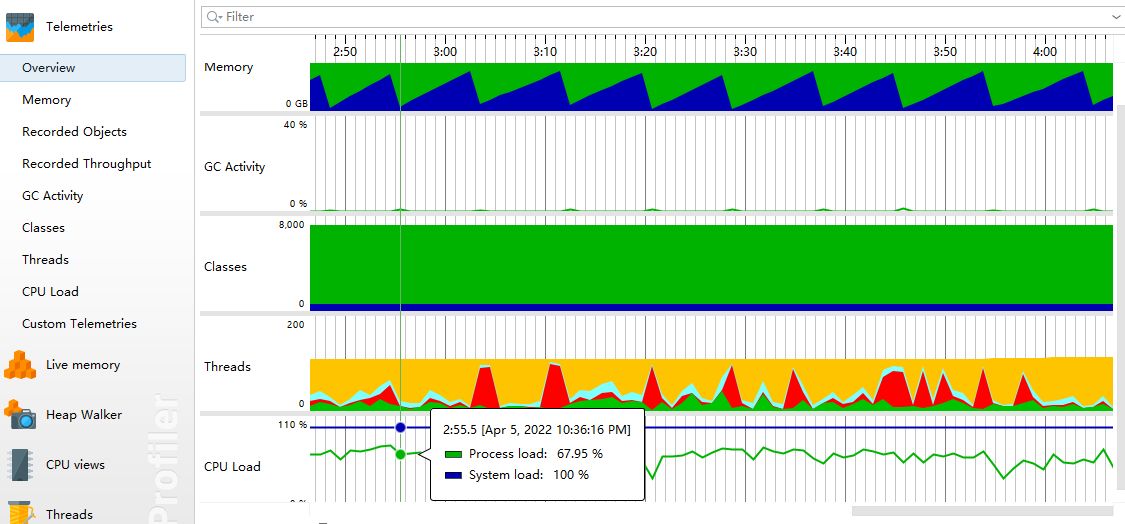 Telemetries
Overview
Memory
Recorded Objects
Recorded Throughput
GC Activity
Classes
Threads
CPU Load
Custom Telemetries
Live memory
Heap Walker
CPU views
Threads
Profiler
Filter
2:50 3:00 3:10 3:20 3:30 3:40 3:50 4:00
Memory
0 GB
40 %
GC Activity
0 %
8,000
Classes
0
200
Threads
0
110 %
CPU Load
0 %
2:55.5 [Apr 5, 2022 10:36:16 PM]
Process load: 67.95 %
System load: 100 %